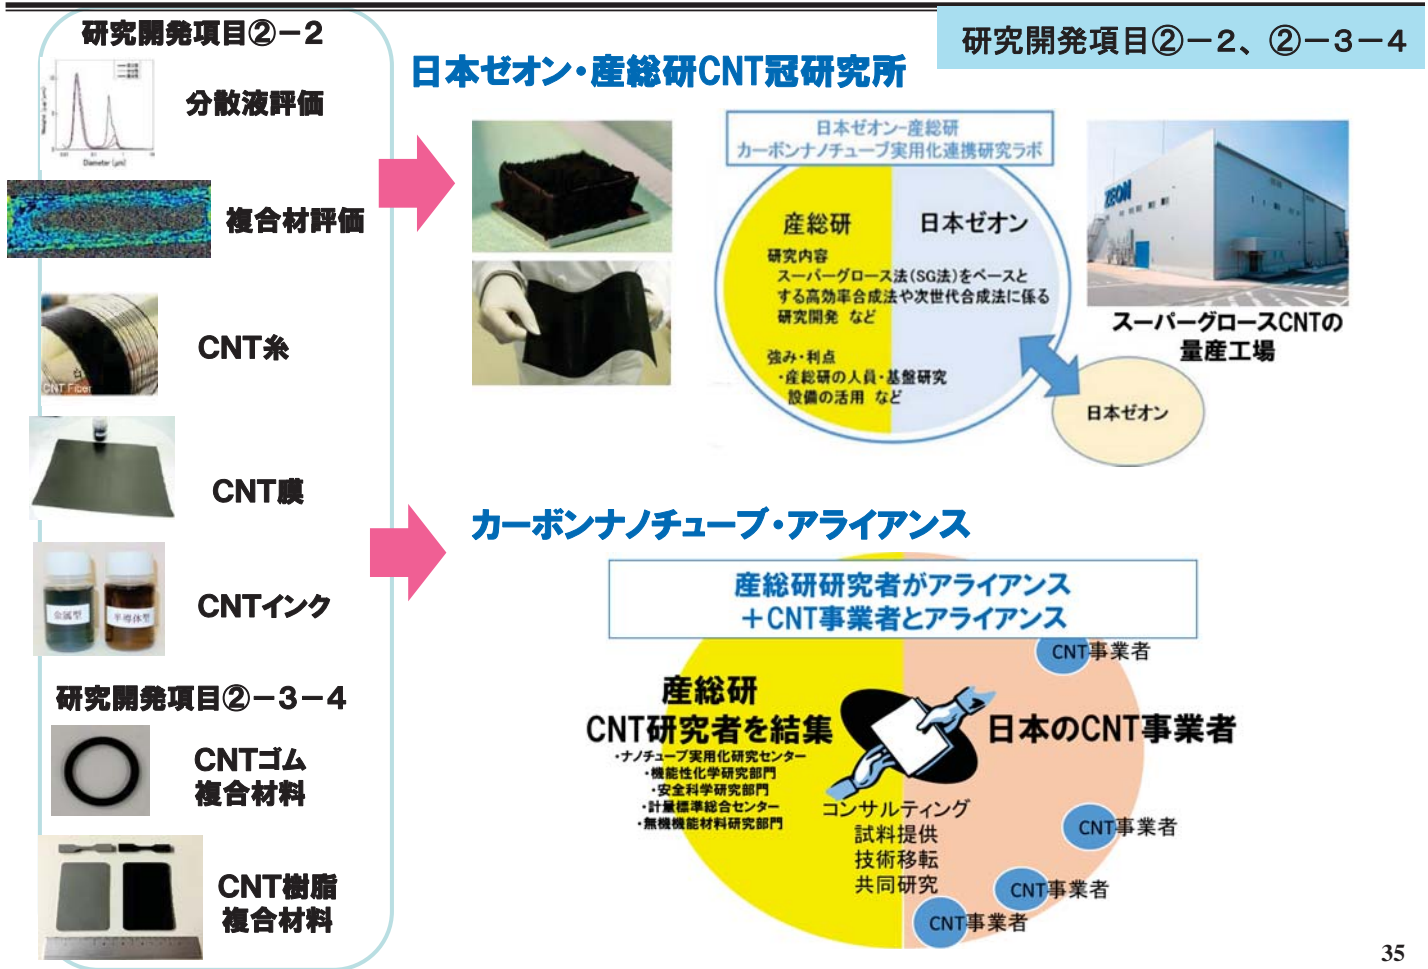 研究開発項目②－2、②－3－4
研究開発項目②－2
分散液評価
Diameter (μm)
複合材評価
CNT糸
CNT Fiber
CNT膜
CNTインク
金属型
半導体型
研究開発項目②－3－4
CNTゴム
複合材料
CNT樹脂
複合材料
日本ゼオン・産総研CNT冠研究所
日本ゼオン-産総研
カーボンナノチューブ実用化連携研究ラボ
産総研
日本ゼオン
研究内容
スーパーグロース法（SG法）をベースと
する高効率合成法や次世代合成法に係る
研究開発 など
強み・利点
・産総研の人員・基盤研究
設備の活用 など
ZEON
スーパーグロースCNTの
量産工場
日本ゼオン
カーボンナノチューブ・アライアンス
産総研研究者がアライアンス
＋CNT事業者とアライアンス
CNT事業者
産総研
CNT研究者を結集
・ナノチューブ実用化研究センター
・機能性化学研究部門
・安全科学研究部門
・計量標準総合センター
・無機機能材料研究部門
日本のCNT事業者
コンサルティング
試料提供
技術移転
共同研究
CNT事業者
CNT事業者
CNT事業者
35